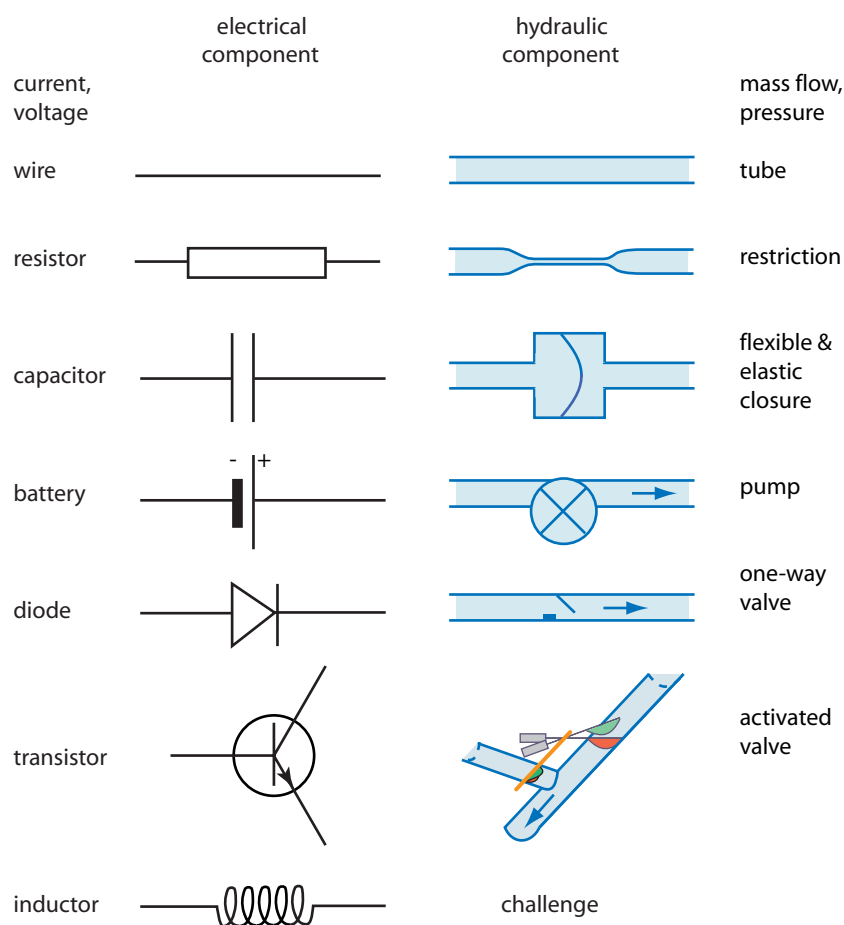 electrical
component
hydraulic
component
current,
voltage
mass flow,
pressure
wire
tube
resistor
restriction
capacitor
flexible &
elastic
closure
- +
battery
pump
diode
one-way
valve
transistor
activated
valve
inductor
challenge